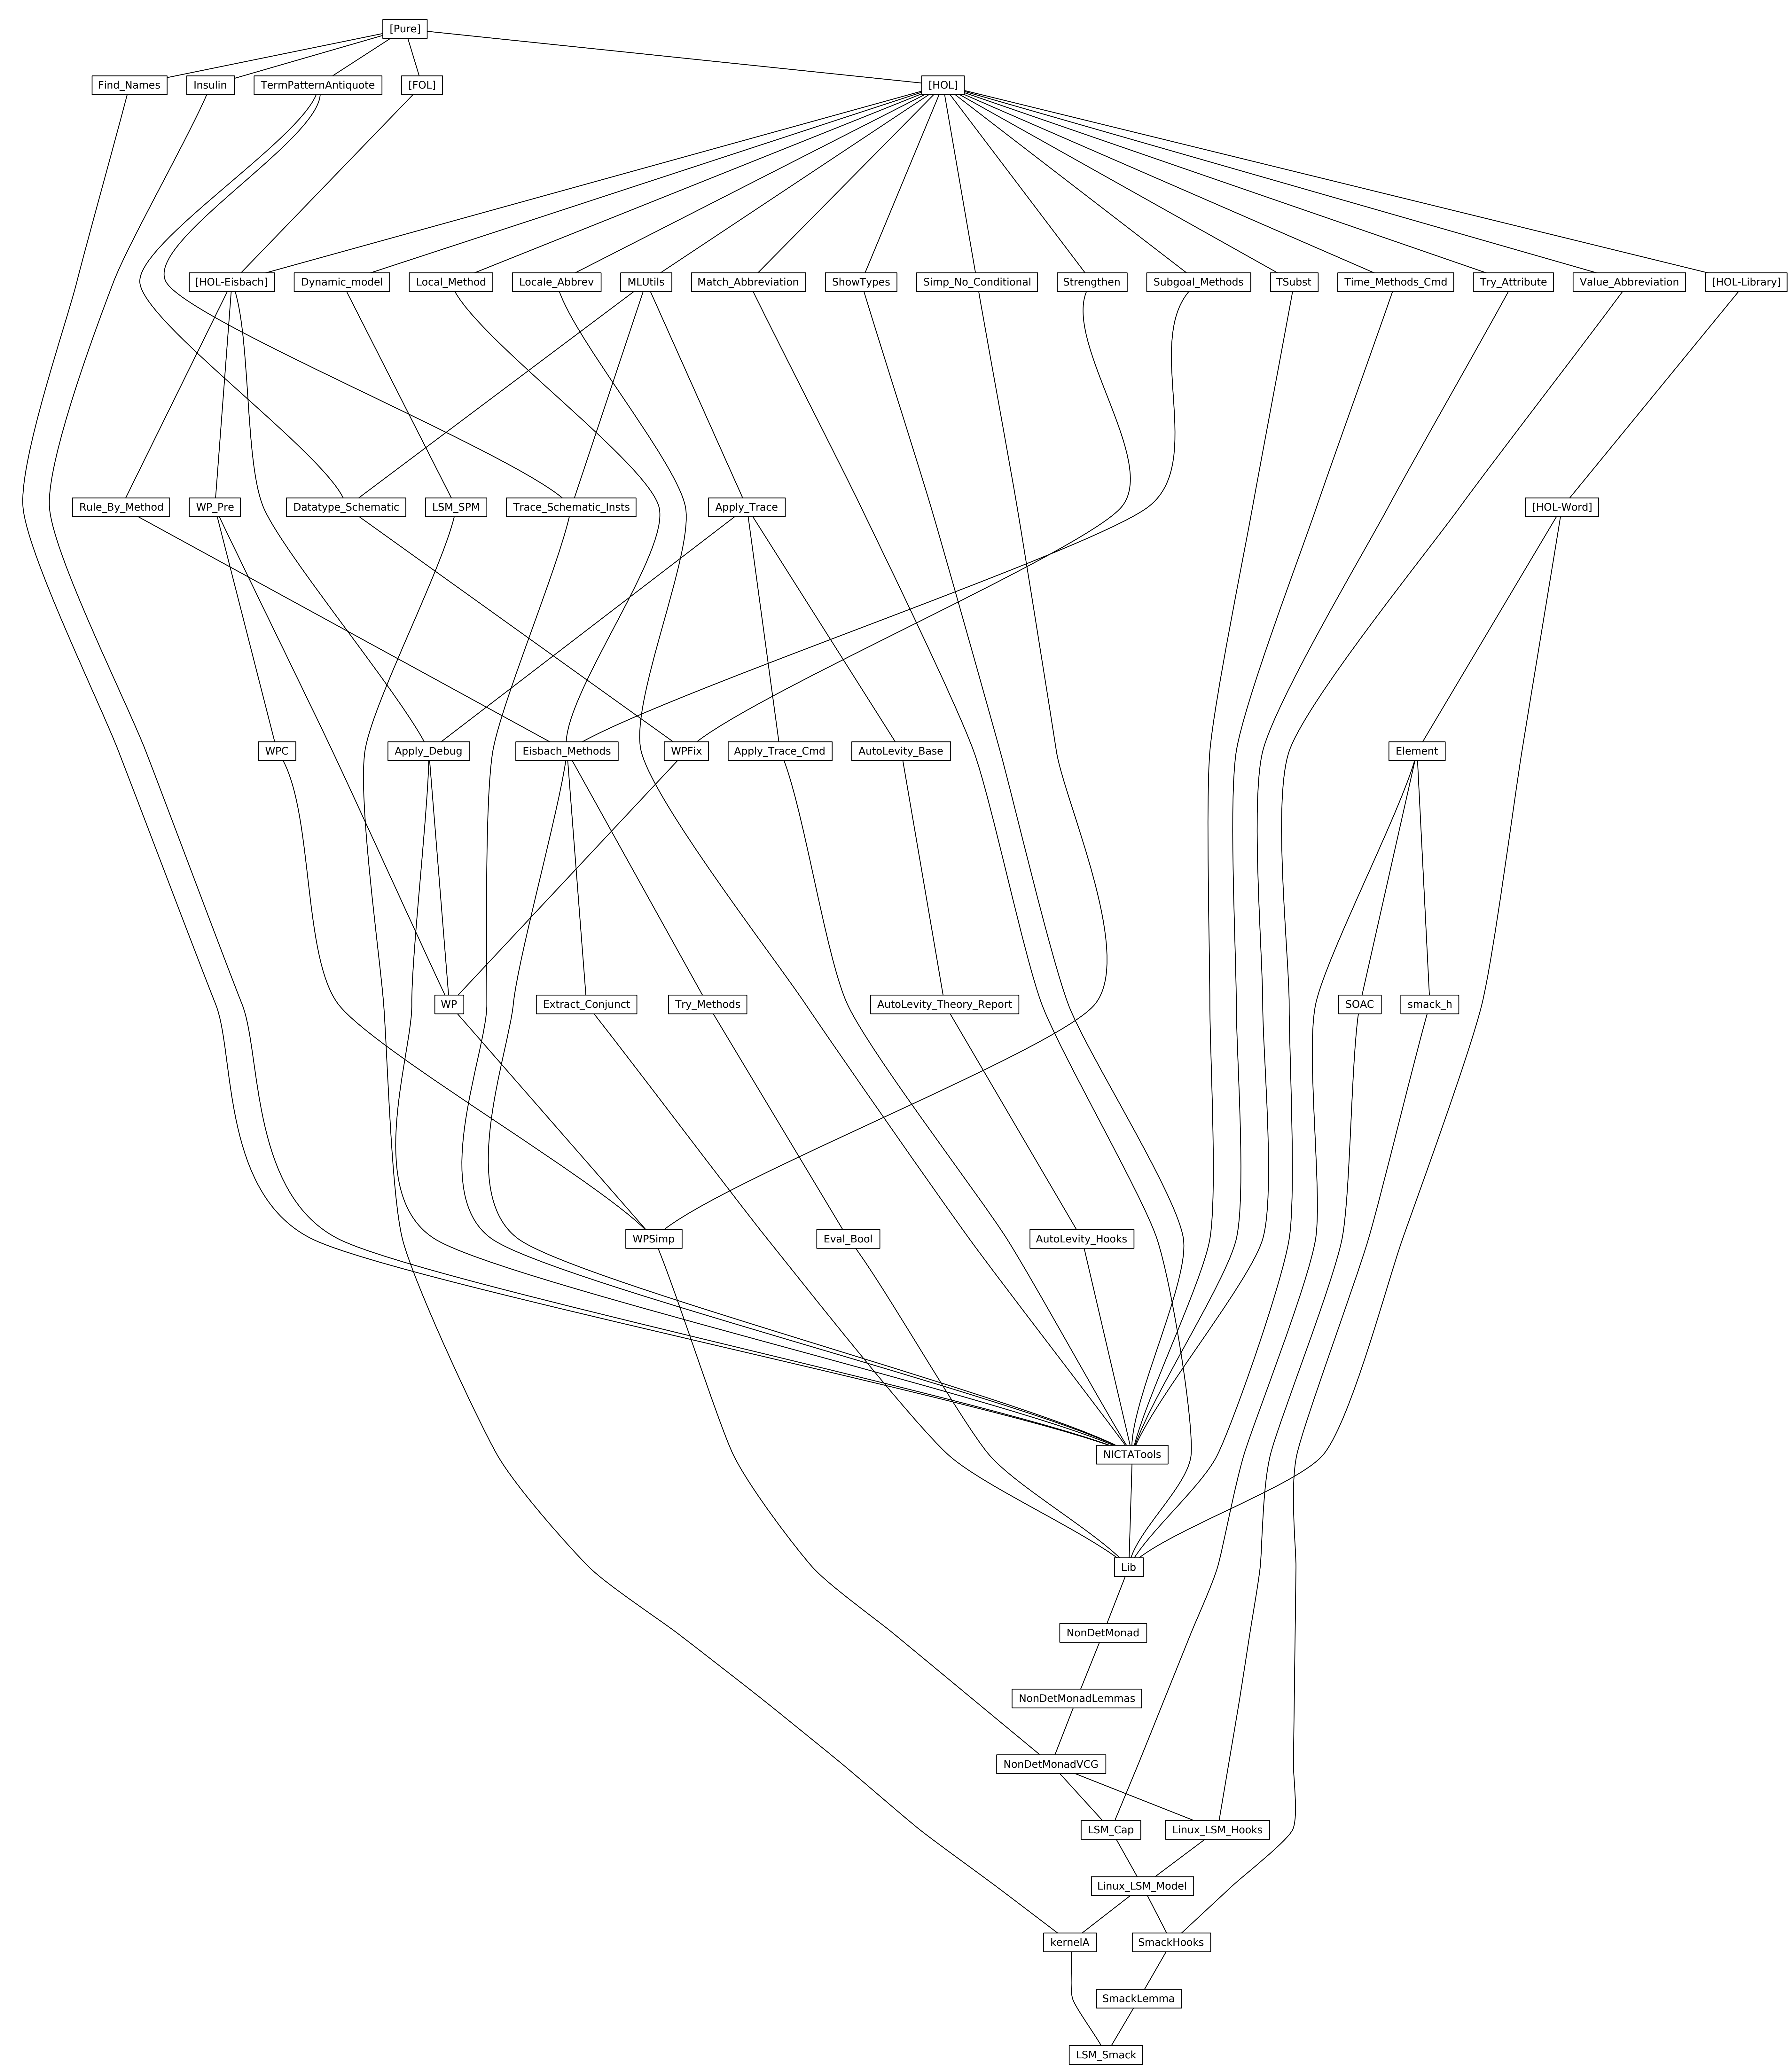 [Pure]
Find_Names
Insulin
TermPatternAntiquote
[FOL]
[HOL]
[HOL-Eisbach]
Dynamic_model
Local_Method
Locale_Abbrev
MLUtils
Match_Abbreviation
ShowTypes
Simp_No_Conditional
Strengthen
Subgoal_Methods
TSubst
Time_Methods_Cmd
Try_Attribute
Value_Abbreviation
[HOL-Library]
Rule_By_Method
WP_Pre
Datatype_Schematic
LSM_SPM
Trace_Schematic_Insts
Apply_Trace
[HOL-Word]
WPC
Apply_Debug
Eisbach_Methods
WPFix
Apply_Trace_Cmd
AutoLevity_Base
Element
WP
Extract_Conjunct
Try_Methods
AutoLevity_Theory_Report
SOAC
smack_h
WPSimp
Eval_Bool
AutoLevity_Hooks
NICTATools
Lib
NonDetMonad
NonDetMonadLemmas
NonDetMonadVCG
LSM_Cap
Linux_LSM_Hooks
Linux_LSM_Model
kernelA
SmackHooks
SmackLemma
LSM_Smack